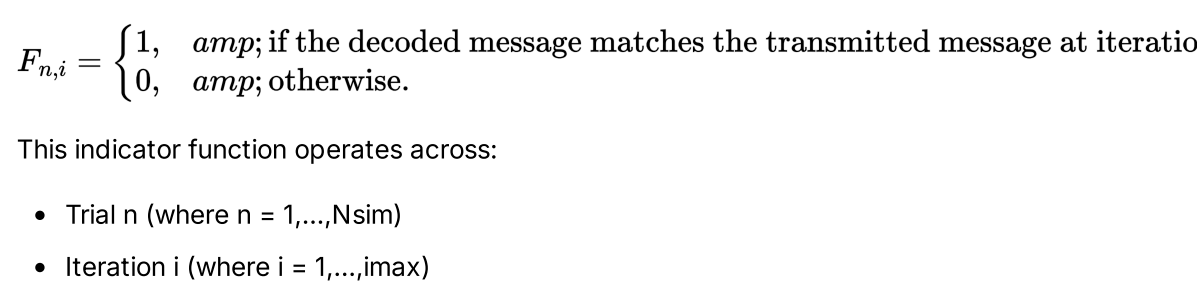 F_{n,i} = { 1, amp; if the decoded message matches the transmitted message at iteratio
0, amp; otherwise.
This indicator function operates across:
• Trial n (where n = 1,...,Nsim)
• Iteration i (where i = 1,...,imax)